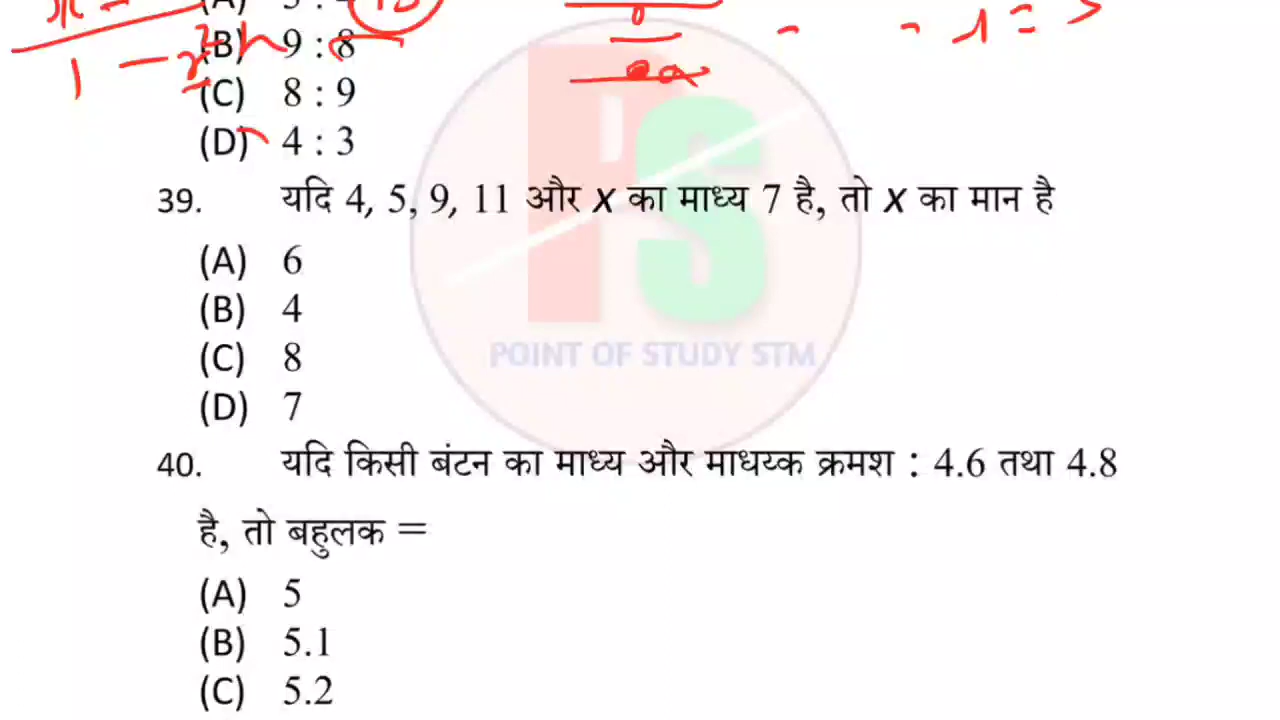 (B) 9 : 8
(C) 8 : 9
(D) 4 : 3
39. यदि 4, 5, 9, 11 और x का माध्य 7 है, तो x का मान है
(A) 6
(B) 4
(C) 8
(D) 7
POINT OF STUDY STM
40. यदि किसी बंटन का माध्य और माधय्क क्रमश : 4.6 तथा 4.8
है, तो बहुलक =
(A) 5
(B) 5.1
(C) 5.2